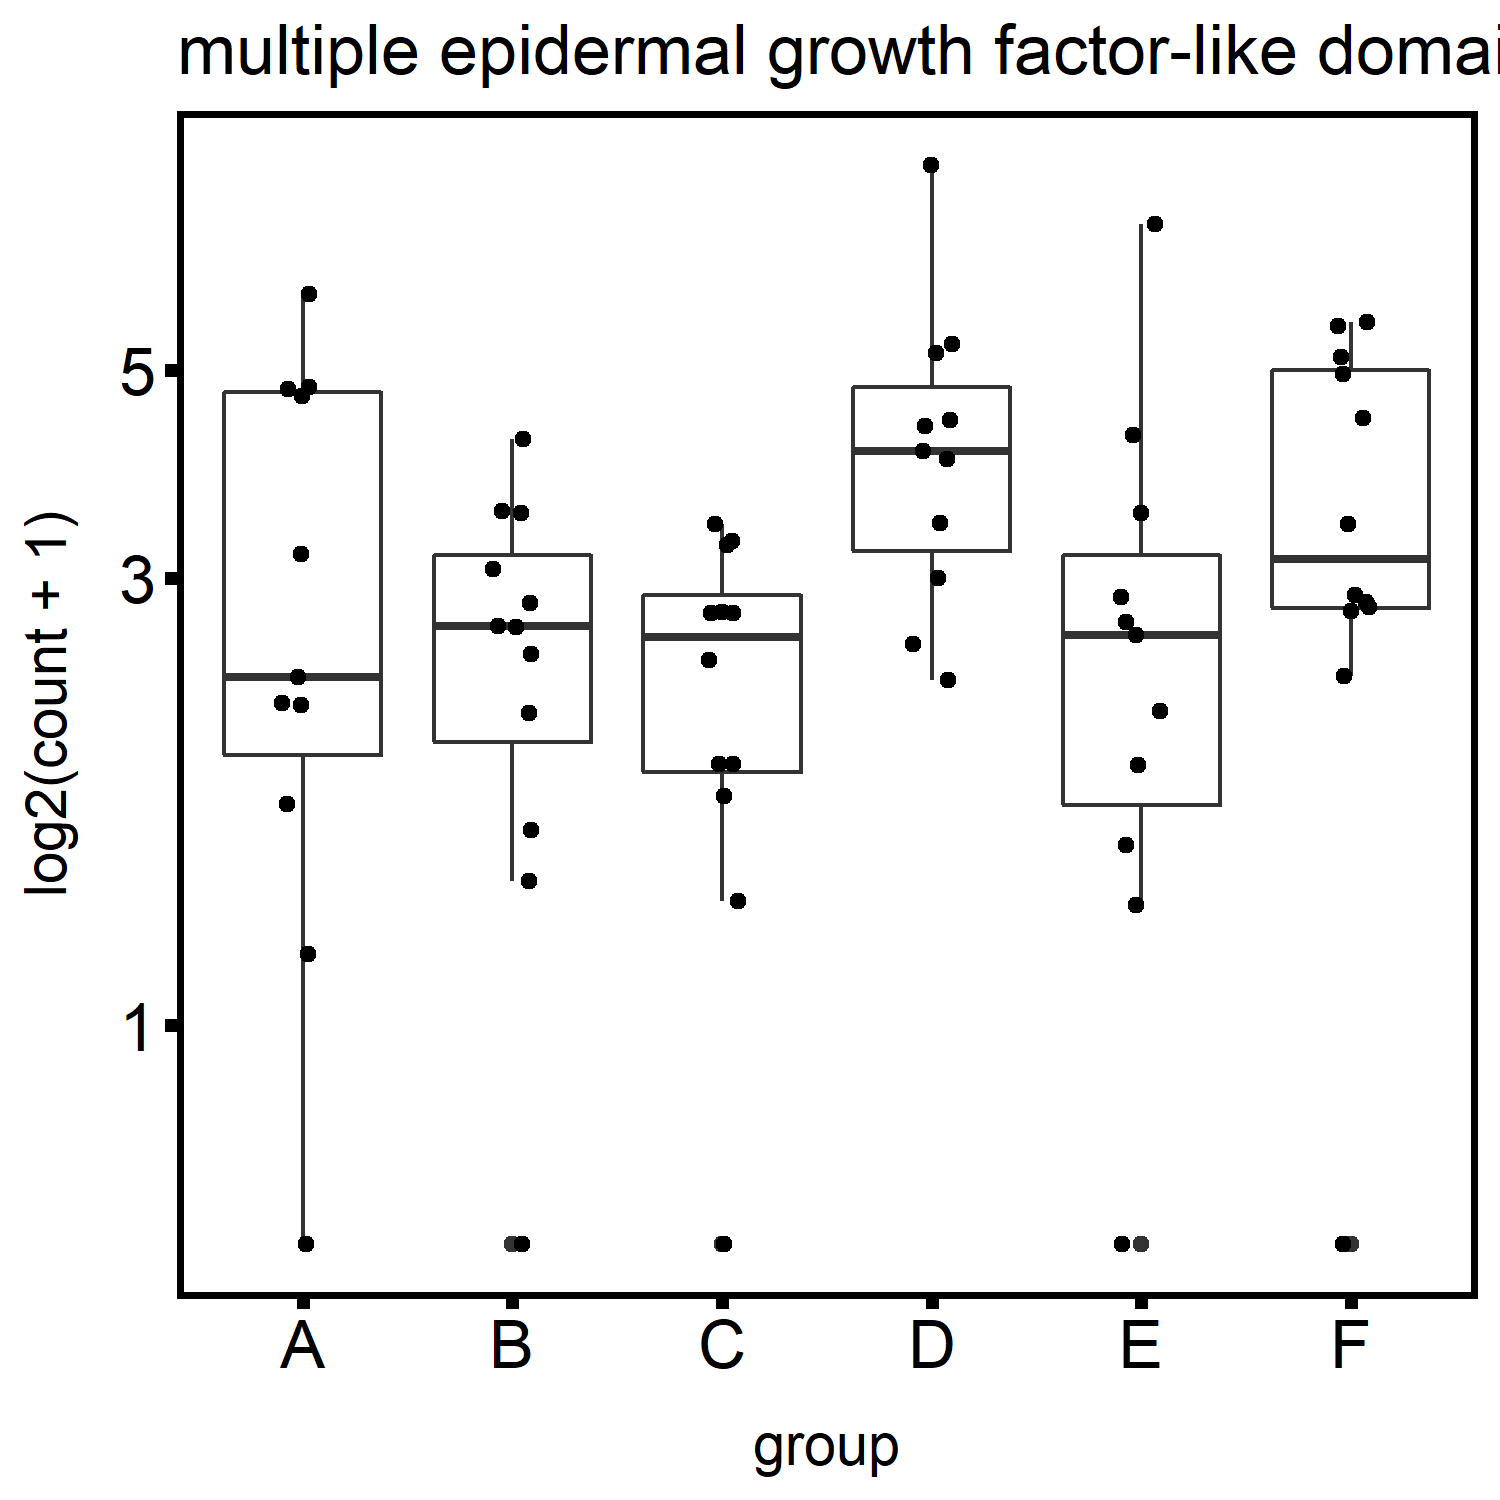 multiple epidermal growth factor-like domai
log2(count + 1)
5
3
1
A B C D E F
group